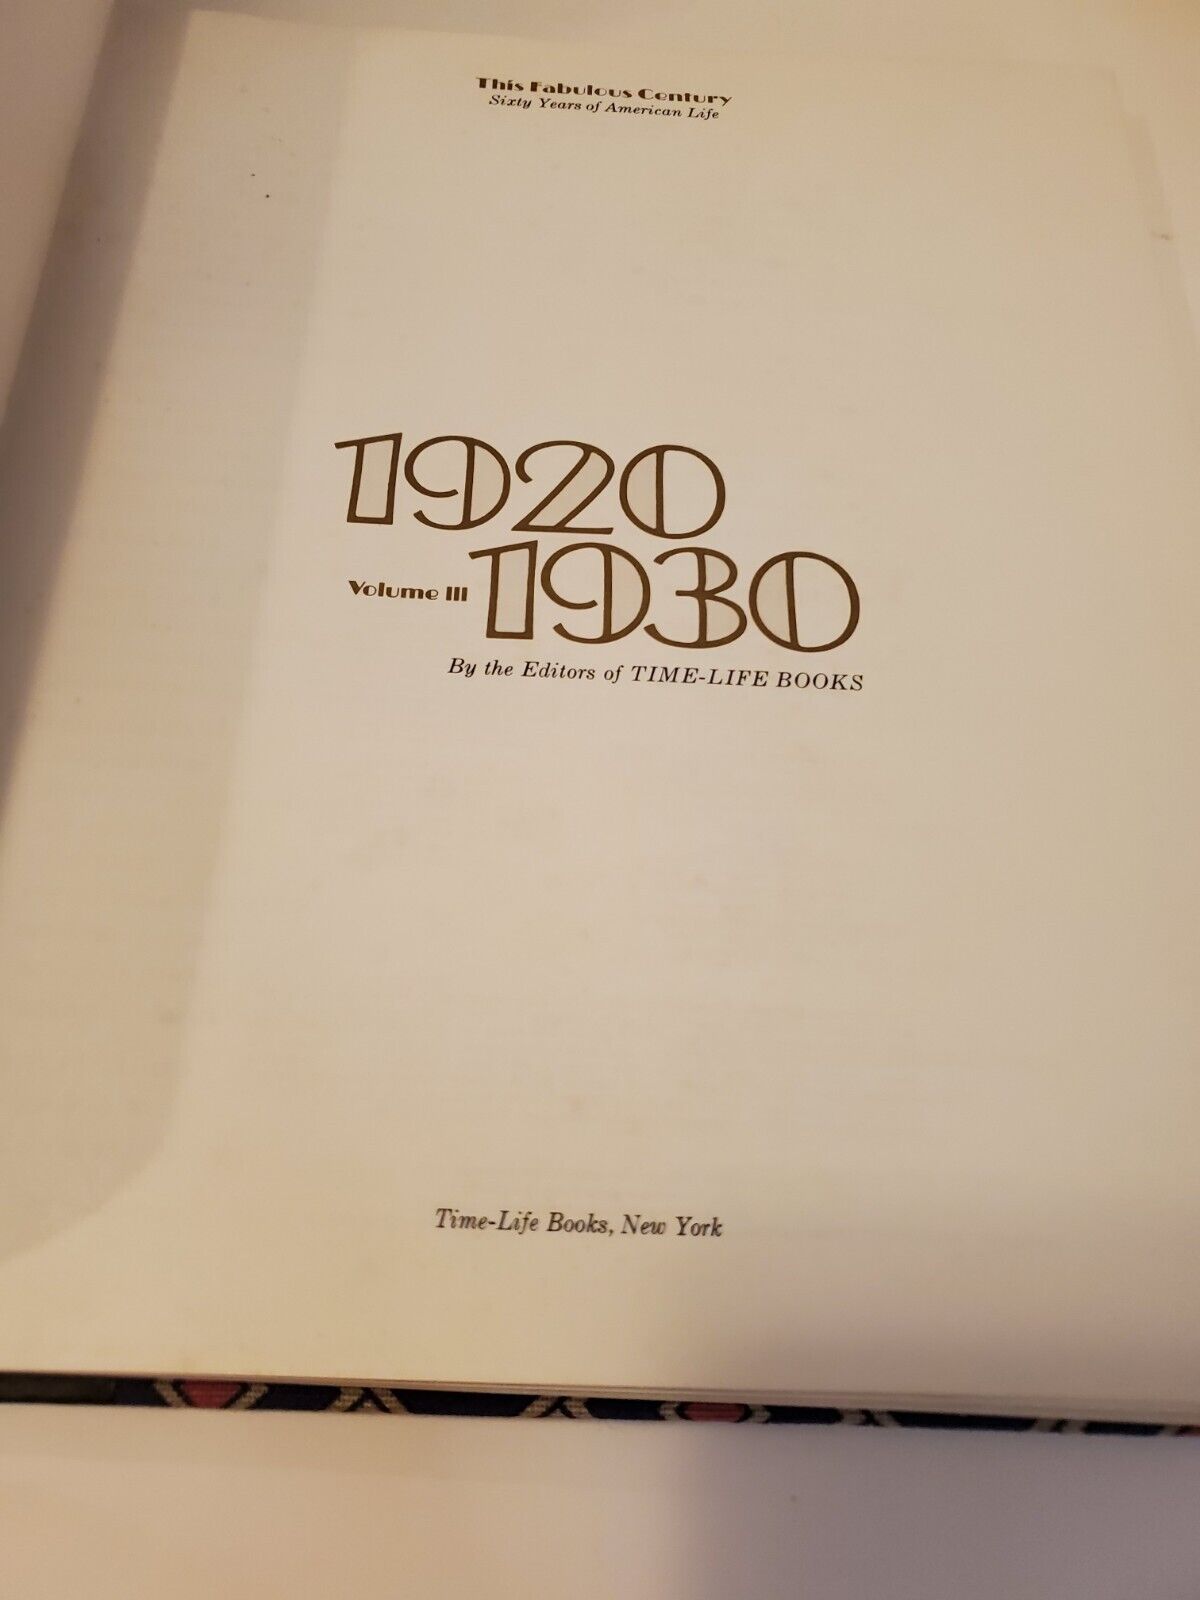 This Fabulous Century
Sixty Years of American Life
1920
Volume III 1930
By the Editors of TIME-LIFE BOOKS
Time-Life Books, New York